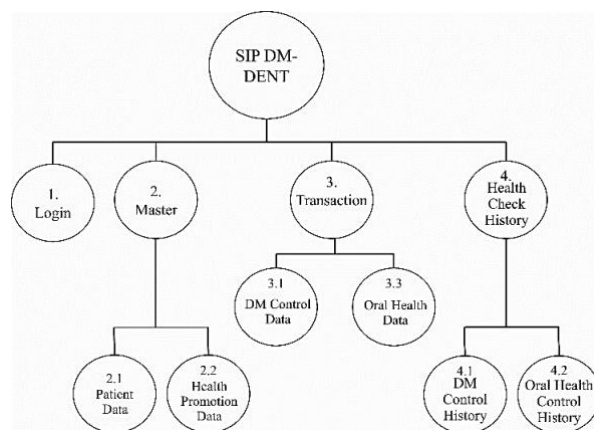 SIP DM-
DENT
1.
Login
2.
Master
3.
Transaction
4.
Health
Check
History
3.1
DM Control
Data
3.3
Oral Health
Data
2.1
Patient
Data
2.2
Health
Promotion
Data
4.1
DM
Control
History
4.2
Oral Health
Control
History